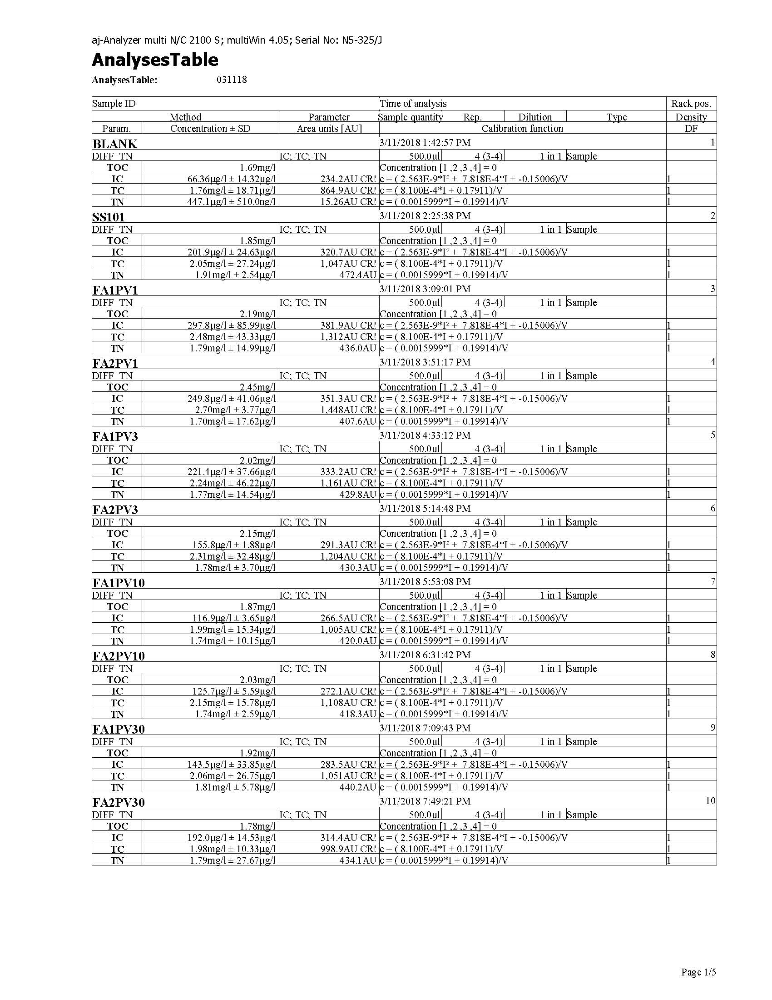 aj-Analyzer multi N/C 2100 S; multiWin 4.05; Serial No: N5-325/J
AnalysesTable
AnalysesTable: 031118
Sample ID Time of analysis Rack pos.
Method Parameter Sample quantity Rep. Dilution Type Density
Param. Concentration ± SD Area units [AU] Calibration function DF
BLANK 3/11/2018 1:42:57 PM 1
DIFF_TN IC; TC; TN 500.0µl 4 (3-4) 1 in 1 Sample
TOC 1.69mg/l Concentration [1 ,2 ,3 ,4] = 0
IC 66.36µg/l ± 14.32µg/l 234.2AU CR! c = ( 2.563E-9*I² + 7.818E-4*I + -0.15006)/V 1
TC 1.76mg/l ± 18.71µg/l 864.9AU CR! c = ( 8.100E-4*I + 0.17911)/V 1
TN 447.1µg/l ± 510.0ng/l 15.26AU CR! c = ( 0.0015999*I + 0.19914)/V 1
SS101 3/11/2018 2:25:38 PM 2
DIFF_TN IC; TC; TN 500.0µl 4 (3-4) 1 in 1 Sample
TOC 1.85mg/l Concentration [1 ,2 ,3 ,4] = 0
IC 201.9µg/l ± 24.63µg/l 320.7AU CR! c = ( 2.563E-9*I² + 7.818E-4*I + -0.15006)/V 1
TC 2.05mg/l ± 27.24µg/l 1,047AU CR! c = ( 8.100E-4*I + 0.17911)/V 1
TN 1.91mg/l ± 2.54µg/l 472.4AU c = ( 0.0015999*I + 0.19914)/V 1
FA1PV1 3/11/2018 3:09:01 PM 3
DIFF_TN IC; TC; TN 500.0µl 4 (3-4) 1 in 1 Sample
TOC 2.19mg/l Concentration [1 ,2 ,3 ,4] = 0
IC 297.8µg/l ± 85.99µg/l 381.9AU CR! c = ( 2.563E-9*I² + 7.818E-4*I + -0.15006)/V 1
TC 2.48mg/l ± 43.33µg/l 1,312AU CR! c = ( 8.100E-4*I + 0.17911)/V 1
TN 1.79mg/l ± 14.99µg/l 436.0AU c = ( 0.0015999*I + 0.19914)/V 1
FA2PV1 3/11/2018 3:51:17 PM 4
DIFF_TN IC; TC; TN 500.0µl 4 (3-4) 1 in 1 Sample
TOC 2.45mg/l Concentration [1 ,2 ,3 ,4] = 0
IC 249.8µg/l ± 41.06µg/l 351.3AU CR! c = ( 2.563E-9*I² + 7.818E-4*I + -0.15006)/V 1
TC 2.70mg/l ± 3.77µg/l 1,448AU CR! c = ( 8.100E-4*I + 0.17911)/V 1
TN 1.70mg/l ± 17.62µg/l 407.6AU c = ( 0.0015999*I + 0.19914)/V 1
FA1PV3 3/11/2018 4:33:12 PM 5
DIFF_TN IC; TC; TN 500.0µl 4 (3-4) 1 in 1 Sample
TOC 2.02mg/l Concentration [1 ,2 ,3 ,4] = 0
IC 221.4µg/l ± 37.66µg/l 333.2AU CR! c = ( 2.563E-9*I² + 7.818E-4*I + -0.15006)/V 1
TC 2.24mg/l ± 46.22µg/l 1,161AU CR! c = ( 8.100E-4*I + 0.17911)/V 1
TN 1.77mg/l ± 14.54µg/l 429.8AU c = ( 0.0015999*I + 0.19914)/V 1
FA2PV3 3/11/2018 5:14:48 PM 6
DIFF_TN IC; TC; TN 500.0µl 4 (3-4) 1 in 1 Sample
TOC 2.15mg/l Concentration [1 ,2 ,3 ,4] = 0
IC 155.8µg/l ± 1.88µg/l 291.3AU CR! c = ( 2.563E-9*I² + 7.818E-4*I + -0.15006)/V 1
TC 2.31mg/l ± 32.48µg/l 1,204AU CR! c = ( 8.100E-4*I + 0.17911)/V 1
TN 1.78mg/l ± 3.70µg/l 430.3AU c = ( 0.0015999*I + 0.19914)/V 1
FA1PV10 3/11/2018 5:53:08 PM 7
DIFF_TN IC; TC; TN 500.0µl 4 (3-4) 1 in 1 Sample
TOC 1.87mg/l Concentration [1 ,2 ,3 ,4] = 0
IC 116.9µg/l ± 3.65µg/l 266.5AU CR! c = ( 2.563E-9*I² + 7.818E-4*I + -0.15006)/V 1
TC 1.99mg/l ± 15.34µg/l 1,005AU CR! c = ( 8.100E-4*I + 0.17911)/V 1
TN 1.74mg/l ± 10.15µg/l 420.0AU c = ( 0.0015999*I + 0.19914)/V 1
FA2PV10 3/11/2018 6:31:42 PM 8
DIFF_TN IC; TC; TN 500.0µl 4 (3-4) 1 in 1 Sample
TOC 2.03mg/l Concentration [1 ,2 ,3 ,4] = 0
IC 125.7µg/l ± 5.59µg/l 272.1AU CR! c = ( 2.563E-9*I² + 7.818E-4*I + -0.15006)/V 1
TC 2.15mg/l ± 15.78µg/l 1,108AU CR! c = ( 8.100E-4*I + 0.17911)/V 1
TN 1.74mg/l ± 2.59µg/l 418.3AU c = ( 0.0015999*I + 0.19914)/V 1
FA1PV30 3/11/2018 7:09:43 PM 9
DIFF_TN IC; TC; TN 500.0µl 4 (3-4) 1 in 1 Sample
TOC 1.92mg/l Concentration [1 ,2 ,3 ,4] = 0
IC 143.5µg/l ± 33.85µg/l 283.5AU CR! c = ( 2.563E-9*I² + 7.818E-4*I + -0.15006)/V 1
TC 2.06mg/l ± 26.75µg/l 1,051AU CR! c = ( 8.100E-4*I + 0.17911)/V 1
TN 1.81mg/l ± 5.78µg/l 440.2AU c = ( 0.0015999*I + 0.19914)/V 1
FA2PV30 3/11/2018 7:49:21 PM 10
DIFF_TN IC; TC; TN 500.0µl 4 (3-4) 1 in 1 Sample
TOC 1.78mg/l Concentration [1 ,2 ,3 ,4] = 0
IC 192.0µg/l ± 14.53µg/l 314.4AU CR! c = ( 2.563E-9*I² + 7.818E-4*I + -0.15006)/V 1
TC 1.98mg/l ± 10.33µg/l 998.9AU CR! c = ( 8.100E-4*I + 0.17911)/V 1
TN 1.79mg/l ± 27.67µg/l 434.1AU c = ( 0.0015999*I + 0.19914)/V 1
Page 1/5